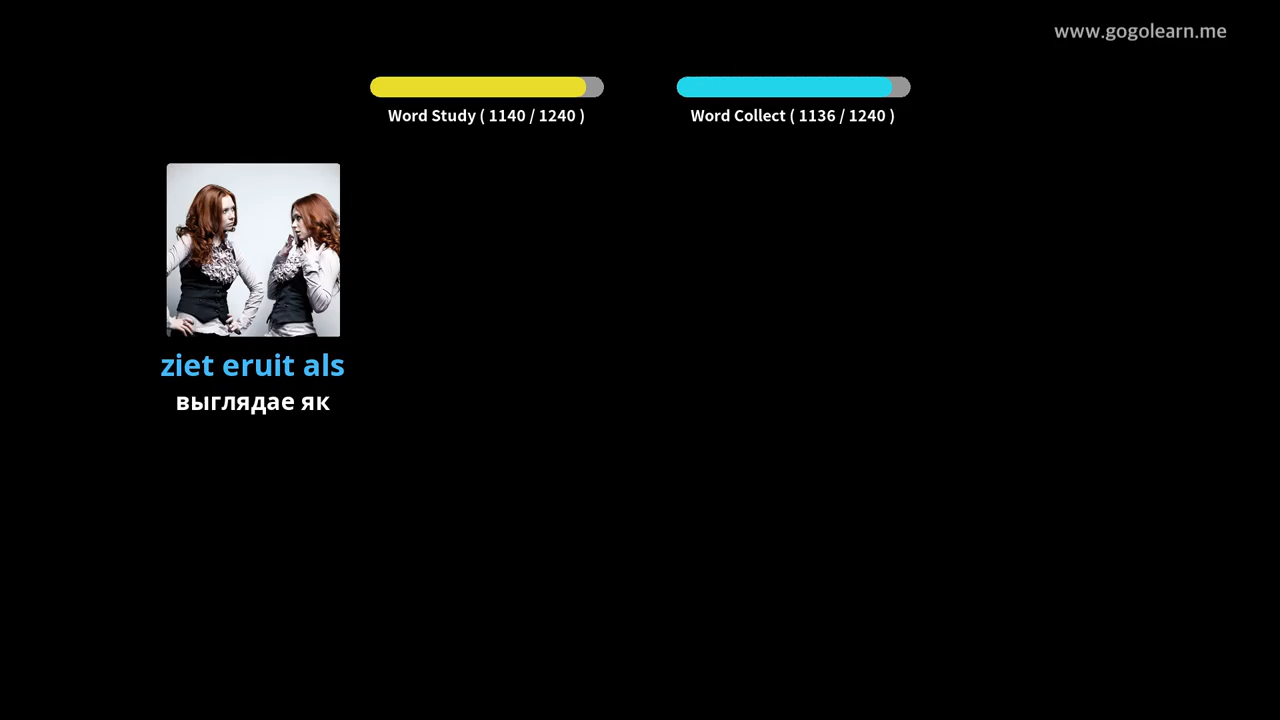 www.gogolearn.me
Word Study ( 1140 / 1240 )
Word Collect ( 1136 / 1240 )
ziet eruit als
выглядае як